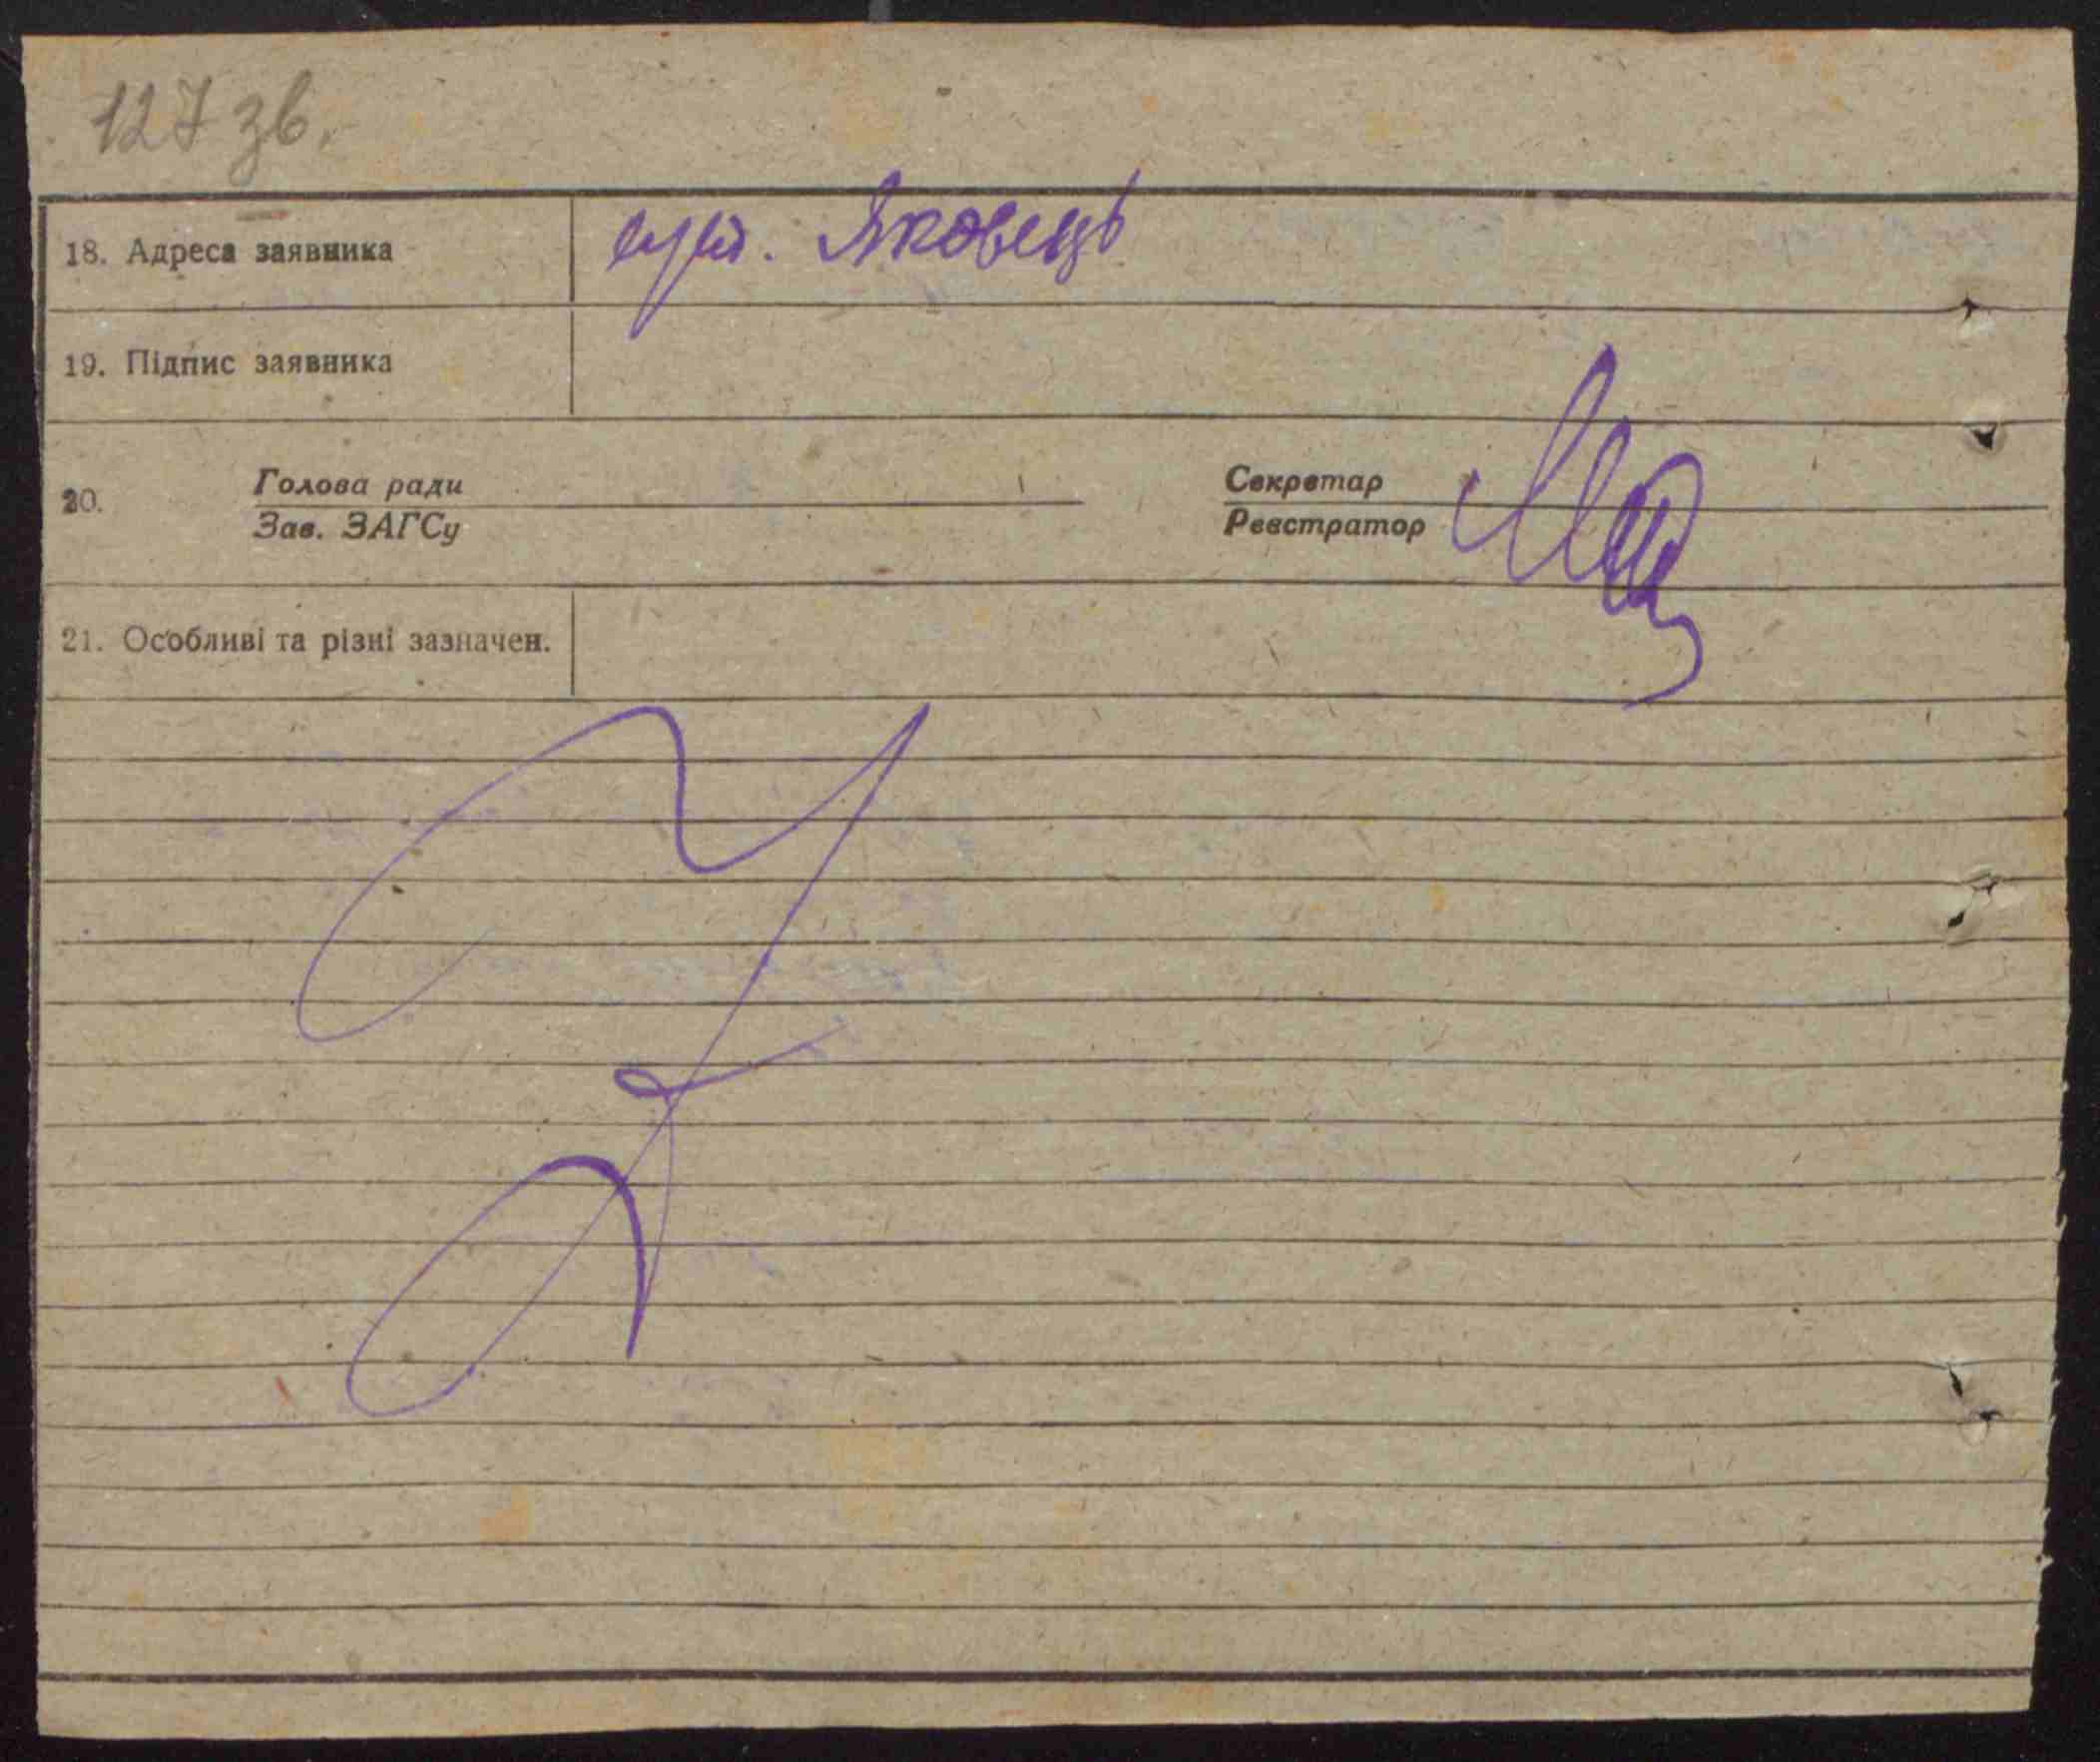 127 зв.
18. Адреса заявника Яковець
19. Підпис заявника
20. Голова ради Секретар
Зав. ЗАГСу Реєстратор
21. Особливі та різні зазначен.